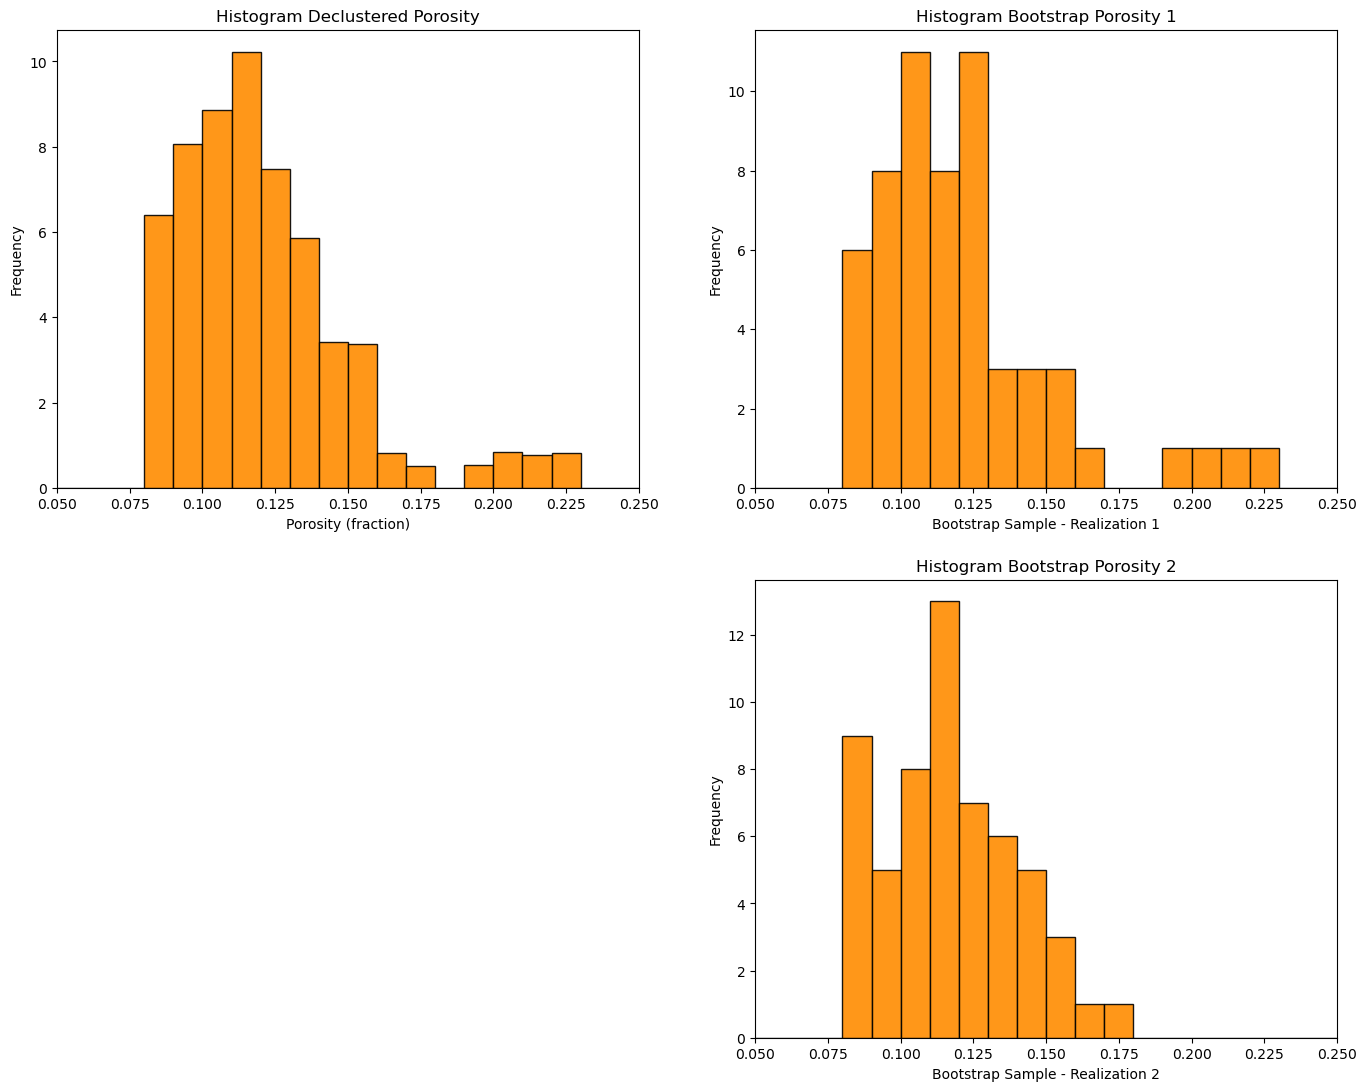 Histogram Declustered Porosity
10
8
6
4
2
0
Frequency
0.050 0.075 0.100 0.125 0.150 0.175 0.200 0.225 0.250
Porosity (fraction)
Histogram Bootstrap Porosity 1
10
8
6
4
2
0
Frequency
0.050 0.075 0.100 0.125 0.150 0.175 0.200 0.225 0.250
Bootstrap Sample - Realization 1
Histogram Bootstrap Porosity 2
12
10
8
6
4
2
0
Frequency
0.050 0.075 0.100 0.125 0.150 0.175 0.200 0.225 0.250
Bootstrap Sample - Realization 2